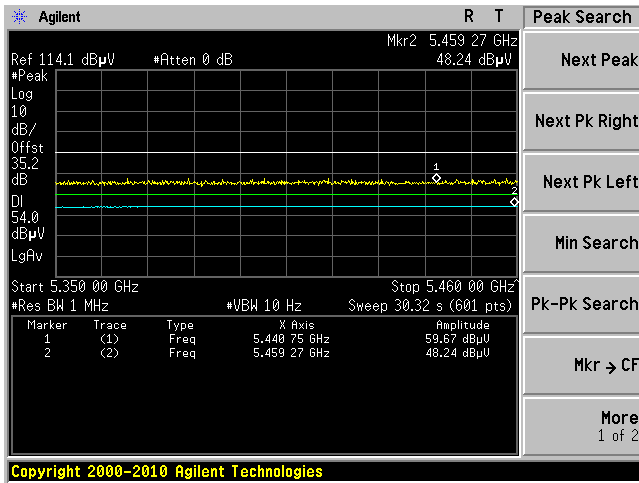 Agilent R T Peak Search
Mkr2 5.459 27 GHz
Ref 114.1 dBµV #Atten 0 dB 48.24 dBµV
#Peak
Log
10
dB/
Offst
35.2
dB
DI
54.0
dBµV
LgAv
1
2
Start 5.350 00 GHz Stop 5.460 00 GHz^
#Res BW 1 MHz #VBW 10 Hz Sweep 30.32 s (601 pts)
Marker Trace Type X Axis Amplitude
1 (1) Freq 5.440 75 GHz 59.67 dBµV
2 (2) Freq 5.459 27 GHz 48.24 dBµV
Next Peak
Next Pk Right
Next Pk Left
Min Search
Pk-Pk Search
Mkr → CF
More
1 of 2
Copyright 2000-2010 Agilent Technologies